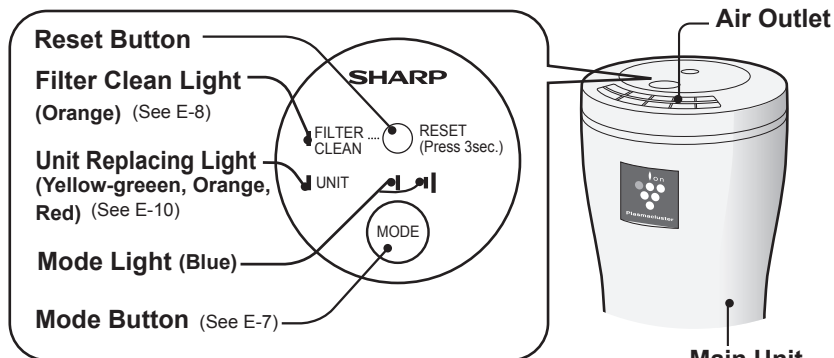 Reset Button
Filter Clean Light
(Orange) (See E-8)
Unit Replacing Light
(Yellow-greeen, Orange,
Red) (See E-10)
Mode Light (Blue)
Mode Button (See E-7)
SHARP
FILTER ....
CLEAN
RESET
(Press 3sec.)
UNIT
MODE
Air Outlet
Ion
Plasmacluster
Main Unit